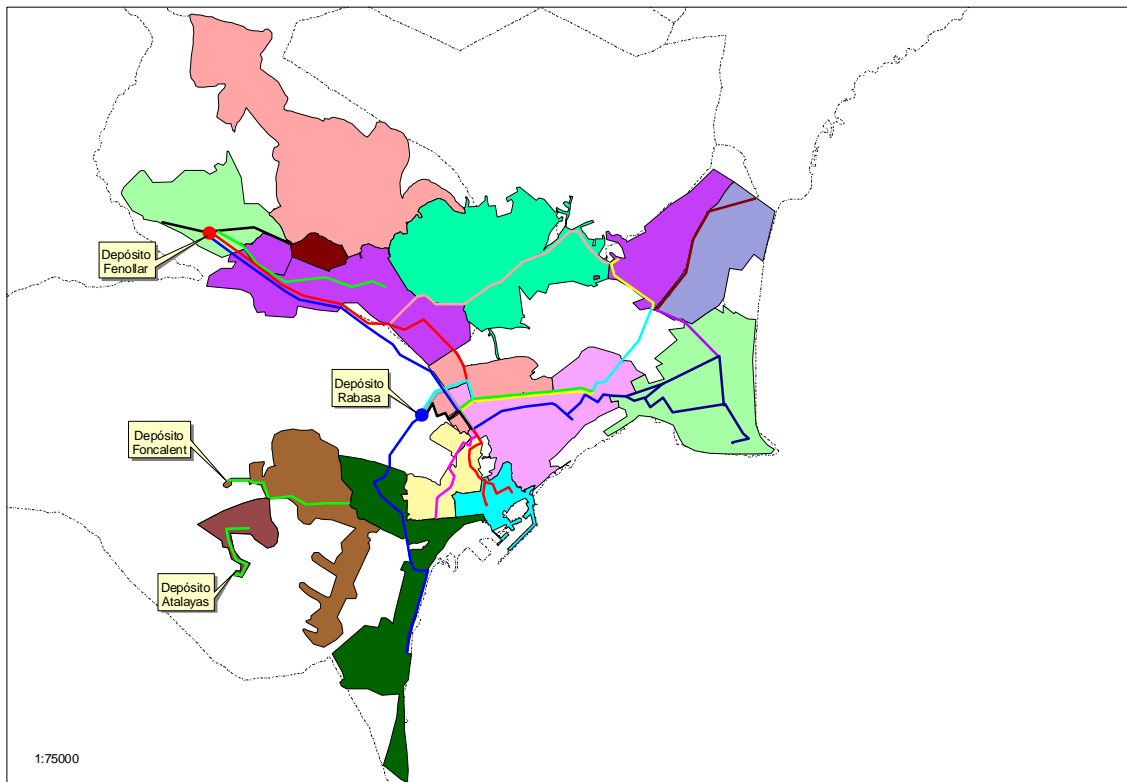 Depósito
Fenollar
Depósito
Rabasa
Depósito
Foncalent
Depósito
Atalayas
1:75000